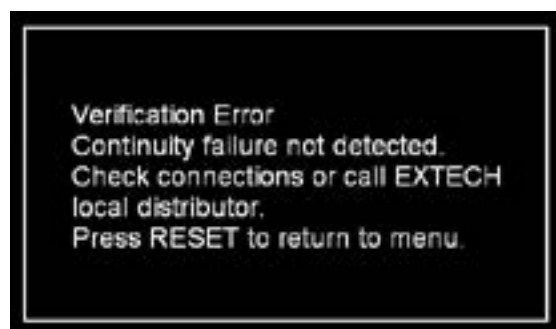 Verification Error
Continuity failure not detected.
Check connections or call EXTECH
local distributor.
Press RESET to return to menu.